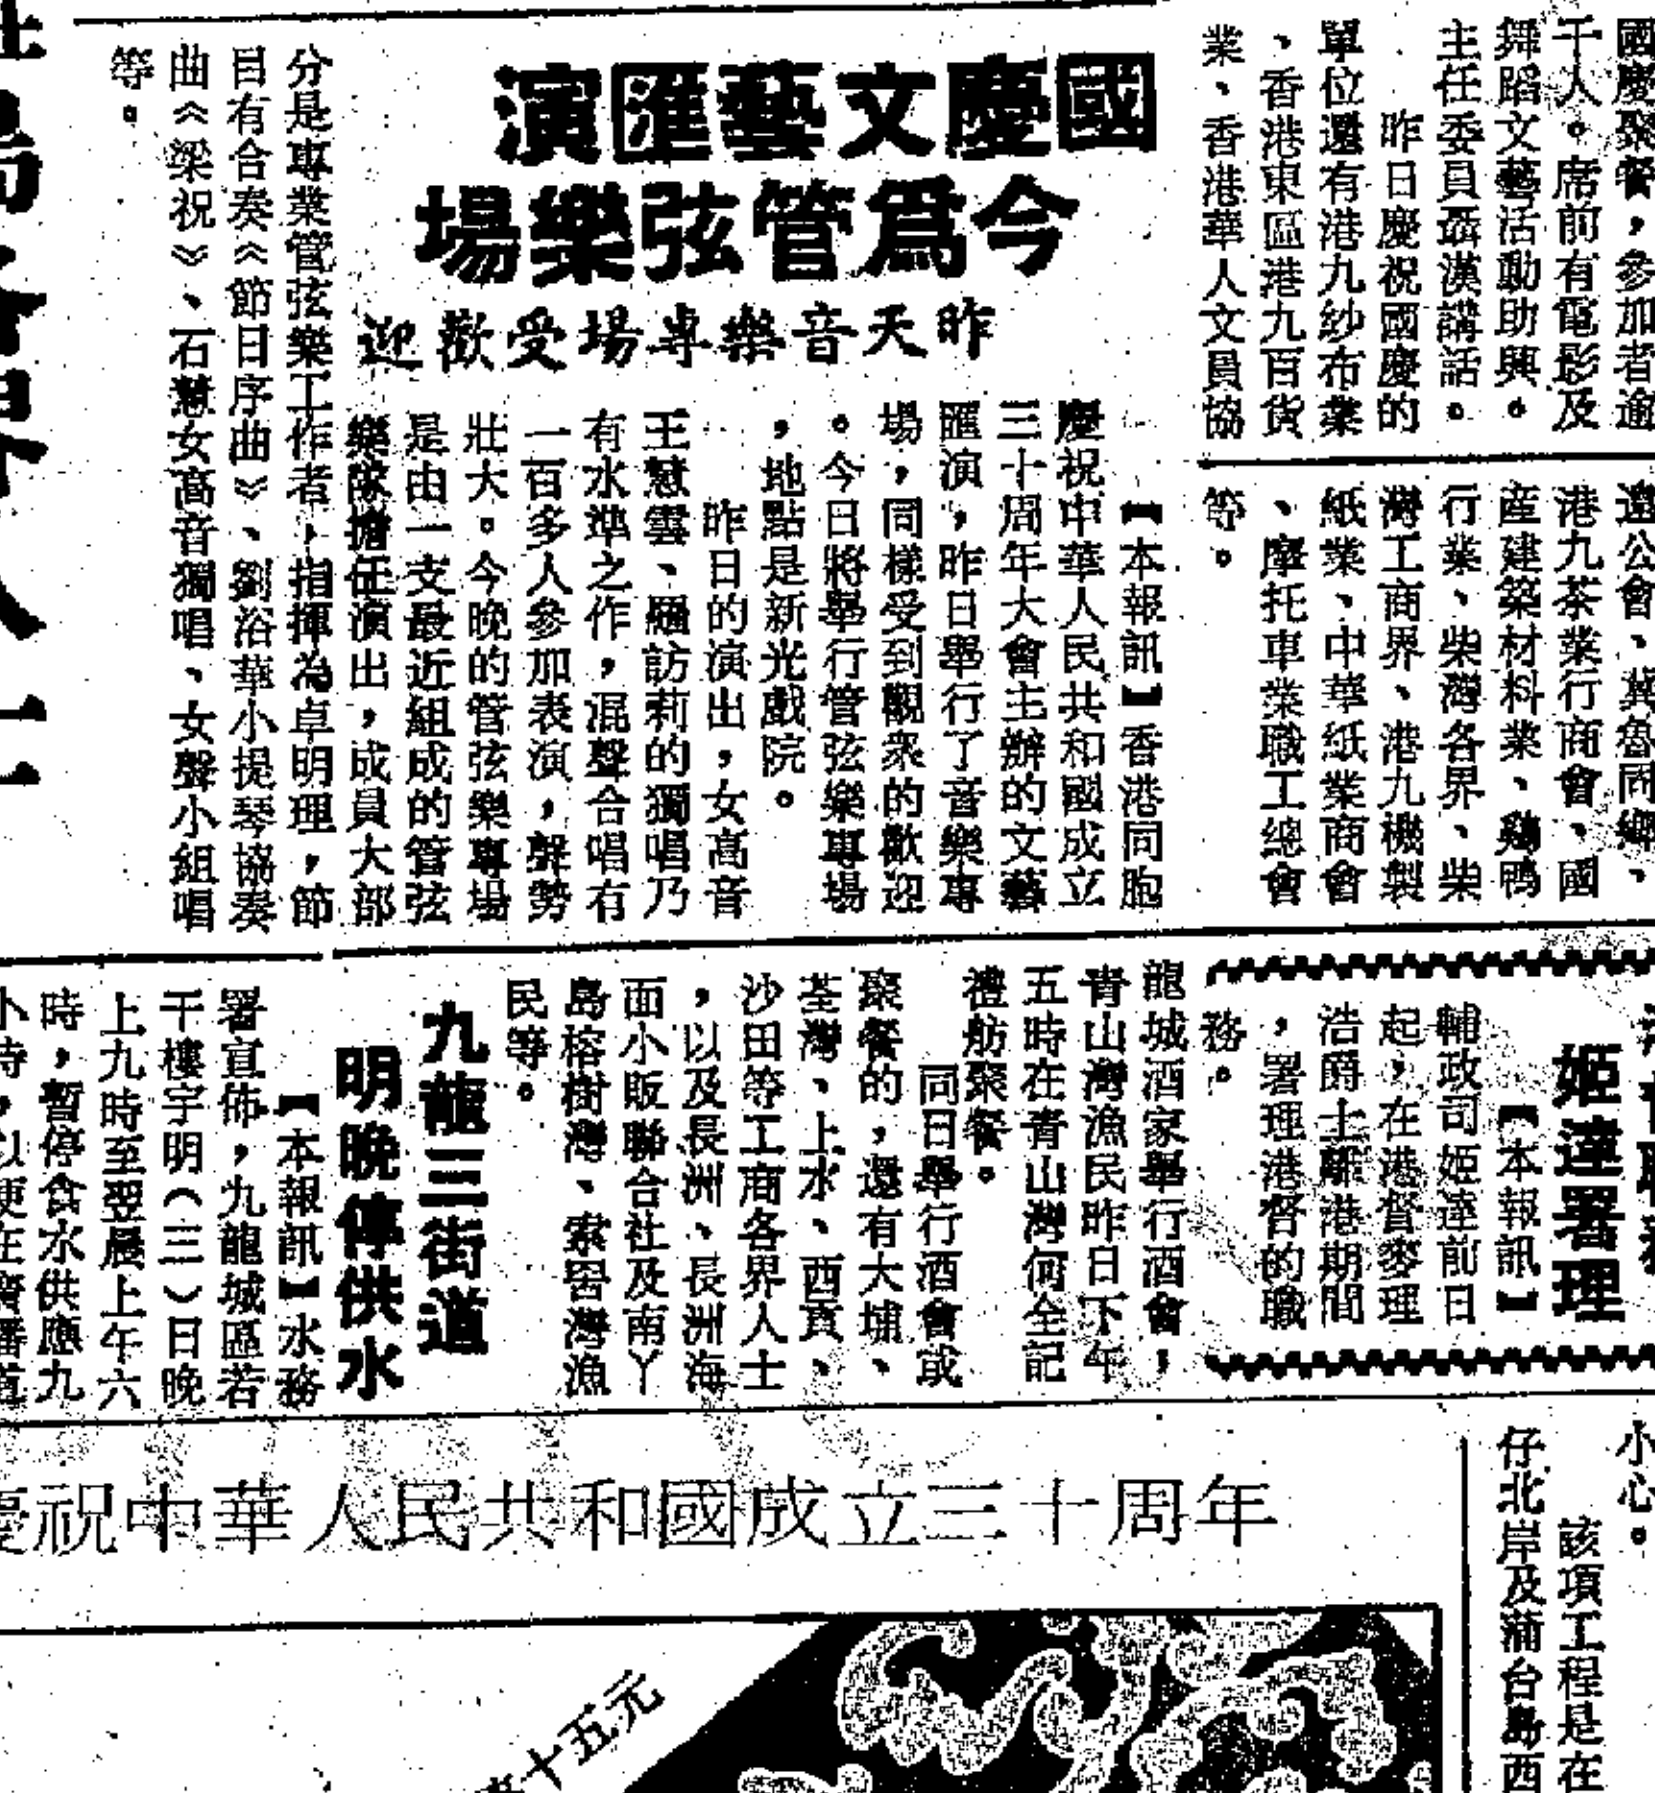 國慶聚餐，參加者逾
千人。席前有電影及
舞蹈文藝活動助興。
主任委員聶漢講話。
昨日慶祝國慶的
單位還有港九紗布業
、香港東區港九百貨
業、香港華人文員協
港九茶業行商會、國
産建築材料業、鷄鴨
行業、柴灣各界、柴
灣工商界、港九機製
紙業、中華紙業商會
、摩托車業職工總會
等。
國慶文藝匯演
今爲管弦樂場
昨天音樂專場受歡迎
【本報訊】香港同胞
慶祝中華人民共和國成立
三十周年大會主辦的文藝
匯演，昨日舉行了音樂專
場，同樣受到觀衆的歡迎
。今日將舉行管弦樂專場
，地點是新光戲院。
昨日的演出，女高音
王慧雲、龎訪莉的獨唱乃
有水準之作，混聲合唱有
一百多人參加表演，聲勢
壯大。今晚的管弦樂專場
是由一支最近組成的管弦
樂隊擔任演出，成員大部
分是專業管弦樂工作者，指揮為卓明理，節
目有合奏《節日序曲》、劉浴華小提琴協奏
曲《梁祝》、石慧女高音獨唱、女聲小組唱
等。
姬達署理
【本報訊】
輔政司姬達前日
起，在港督麥理
浩爵士離港期間
，署理港督的職
務。
龍城酒家舉行酒會，
青山灣漁民昨日下午
五時在青山灣何全記
禮舫聚餐。
同日舉行酒會或
聚餐的，還有大埔、
荃灣、上水、西貢、
沙田等工商各界人士
，以及長洲、長洲海
面小販聯合社及南丫
島榕樹灣、索罟灣漁
民等。
九龍三街道
明晚停供水
【本報訊】水務
署宣佈，九龍城區若
干樓宇明（三）日晚
上九時至翌晨上午六
時，暫停食水供應九
小時，以便在
慶祝中華人民共和國成立三十周年
十五元
小心。
該項工程是在
仔北岸及蒲台島西